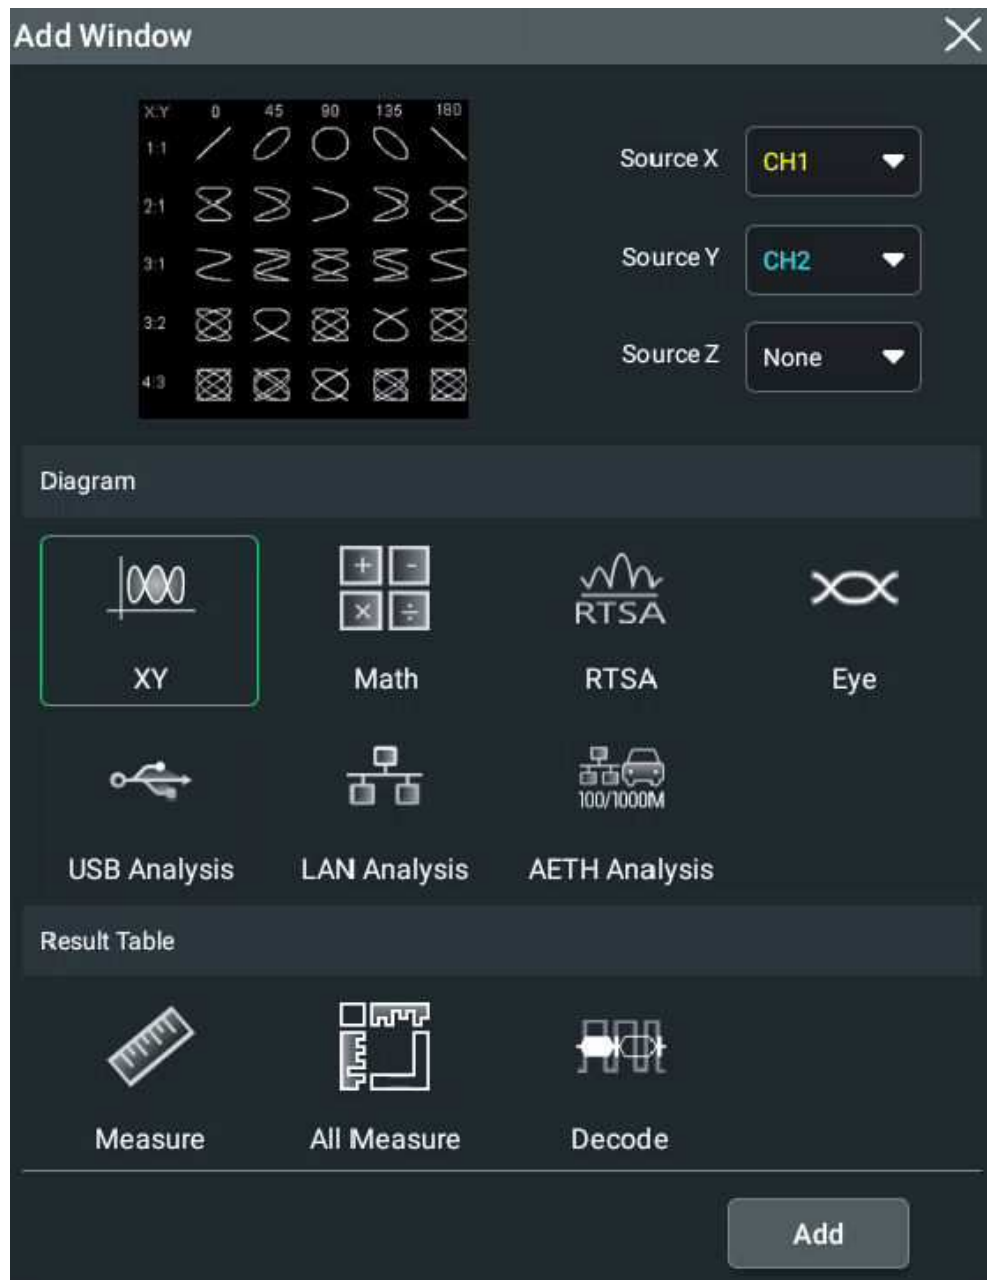 Add Window
X:Y 0 45 90 135 180
1:1
2:1
3:1
3:2
4:3
Source X CH1
Source Y CH2
Source Z None
Diagram
+ -
× ÷
RTSA
XY Math RTSA Eye
100/1000M
USB Analysis LAN Analysis AETH Analysis
Result Table
Measure All Measure Decode
Add